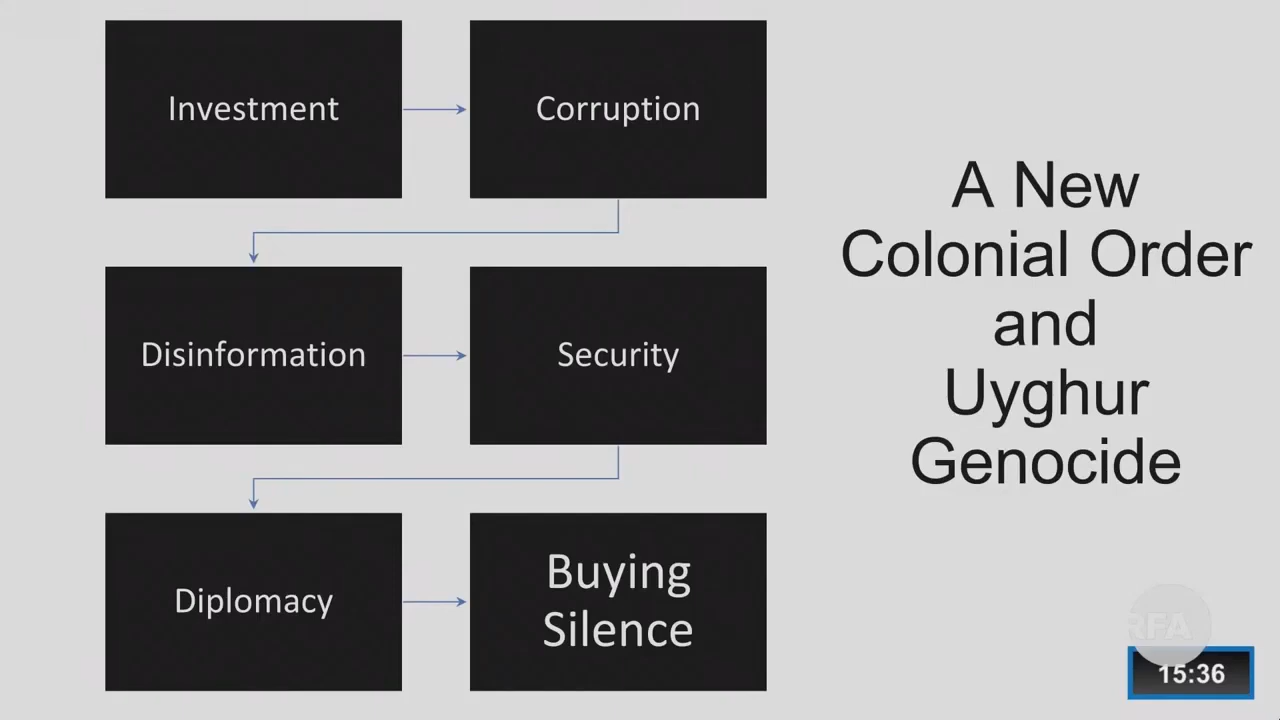 Investment
Corruption
Disinformation
Security
Diplomacy
Buying
Silence
A New
Colonial Order
and
Uyghur
Genocide
RFA
15:36